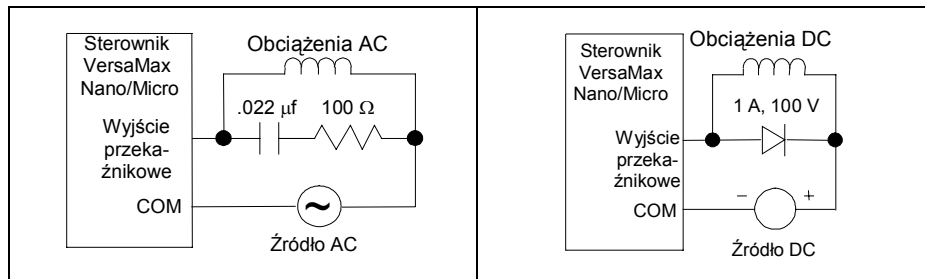 Sterownik
VersaMax
Nano/Micro
Obciążenia AC
.022 µf
100 Ω
Wyjście
przeka-
źnikowe
COM
~
Źródło AC
Sterownik
VersaMax
Nano/Micro
Obciążenia DC
1 A, 100 V
Wyjście
przeka-
źnikowe
COM
− +
Źródło DC